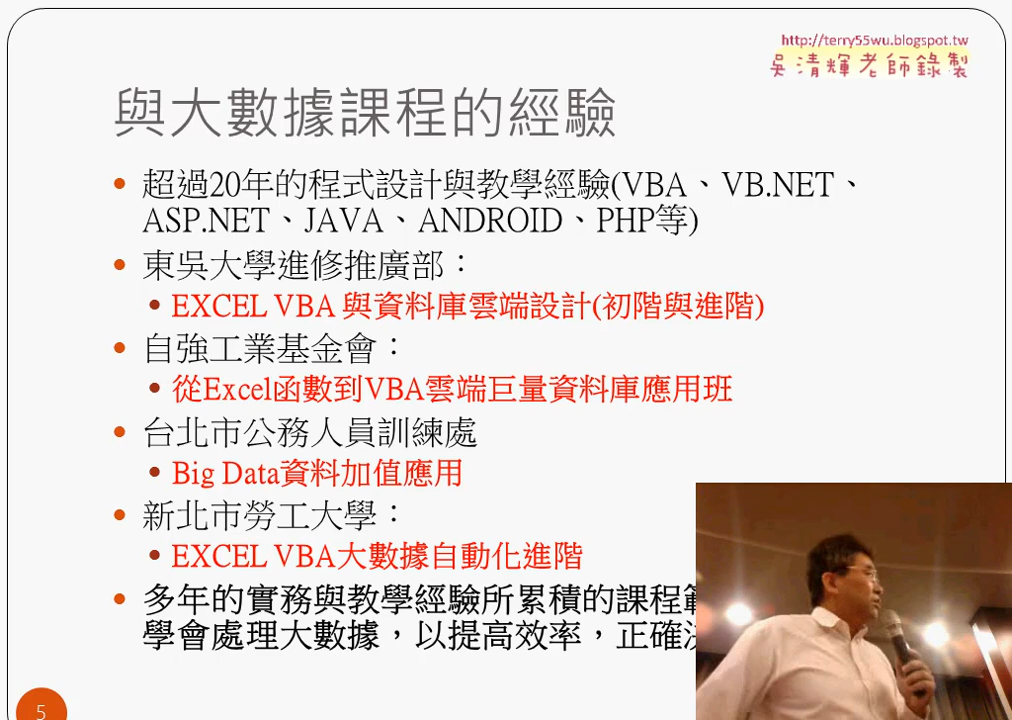 http://terry55wu.blogspot.tw
吳清輝老師錄製
與大數據課程的經驗
超過20年的程式設計與教學經驗(VBA、VB.NET、
ASP.NET、JAVA、ANDROID、PHP等)
東吳大學進修推廣部：
EXCEL VBA 與資料庫雲端設計(初階與進階)
自強工業基金會：
從Excel函數到VBA雲端巨量資料庫應用班
台北市公務人員訓練處
Big Data資料加值應用
新北市勞工大學：
EXCEL VBA大數據自動化進階
多年的實務與教學經驗所累積的課程
學會處理大數據，以提高效率，正確
5